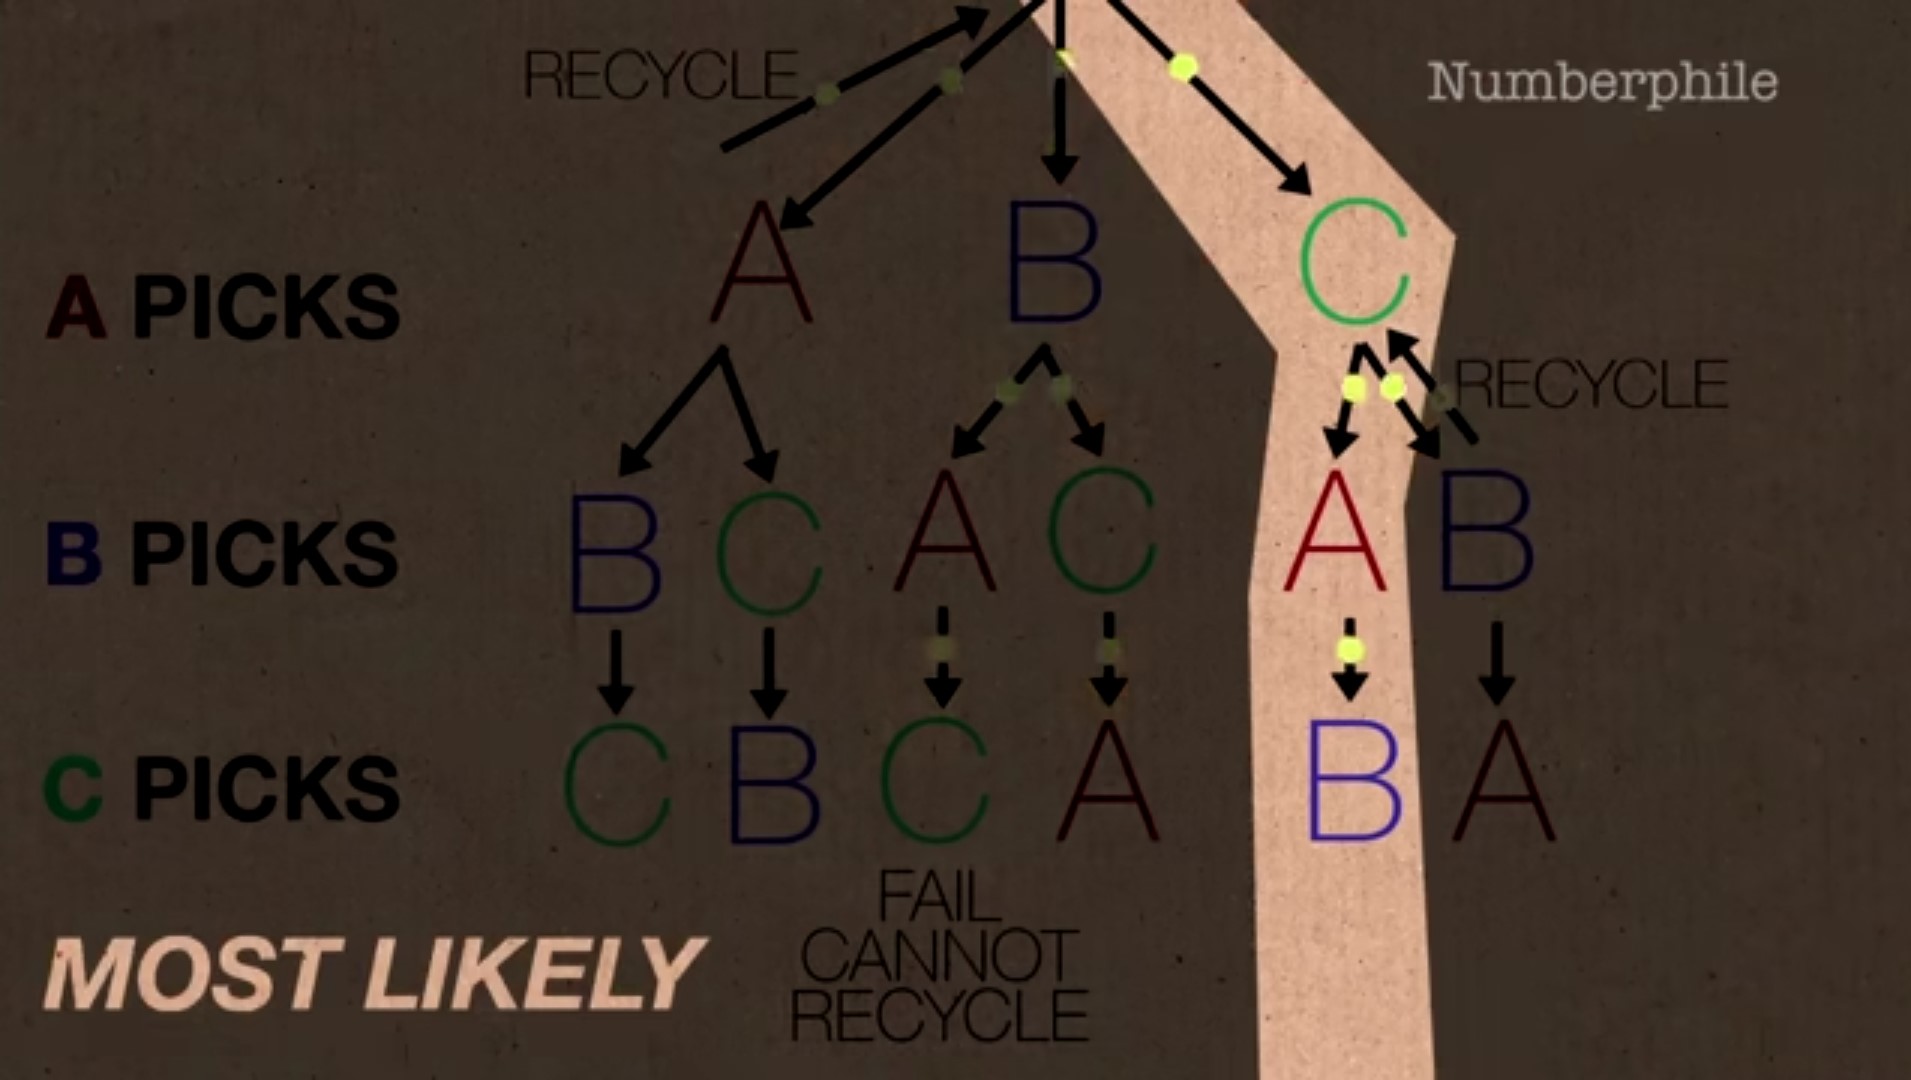 RECYCLE
Numberphile
A B C
A PICKS
RECYCLE
B C A C A B
B PICKS
C B C A B A
C PICKS
FAIL
CANNOT
RECYCLE
MOST LIKELY